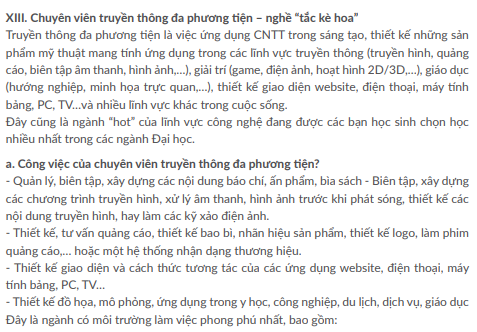 XIII. Chuyên viên truyền thông đa phương tiện – nghề “tắc kè hoa”
Truyền thông đa phương tiện là việc ứng dụng CNTT trong sáng tạo, thiết kế những sản
phẩm mỹ thuật mang tính ứng dụng trong các lĩnh vực truyền thông (truyền hình, quảng
cáo, biên tập âm thanh, hình ảnh,...), giải trí (game, điện ảnh, hoạt hình 2D/3D,...), giáo dục
(hướng nghiệp, minh họa trực quan,...), thiết kế giao diện website, điện thoại, máy tính
bảng, PC, TV...và nhiều lĩnh vực khác trong cuộc sống.
Đây cũng là ngành “hot” của lĩnh vực công nghệ đang được các bạn học sinh chọn học
nhiều nhất trong các ngành Đại học.
a. Công việc của chuyên viên truyền thông đa phương tiện?
- Quản lý, biên tập, xây dựng các nội dung báo chí, ấn phẩm, bìa sách - Biên tập, xây dựng
các chương trình truyền hình, xử lý âm thanh, hình ảnh trước khi phát sóng, thiết kế các
nội dung truyền hình, hay làm các kỹ xảo điện ảnh.
- Thiết kế, tư vấn quảng cáo, thiết kế bao bì, nhãn hiệu sản phẩm, thiết kế logo, làm phim
quảng cáo,... hoặc một hệ thống nhận dạng thương hiệu.
- Thiết kế giao diện và cách thức tương tác của các ứng dụng website, điện thoại, máy
tính bảng, PC, TV...
- Thiết kế đồ họa, mô phỏng, ứng dụng trong y học, công nghiệp, du lịch, dịch vụ, giáo dục
Đây là ngành có môi trường làm việc phong phú nhất, bao gồm: